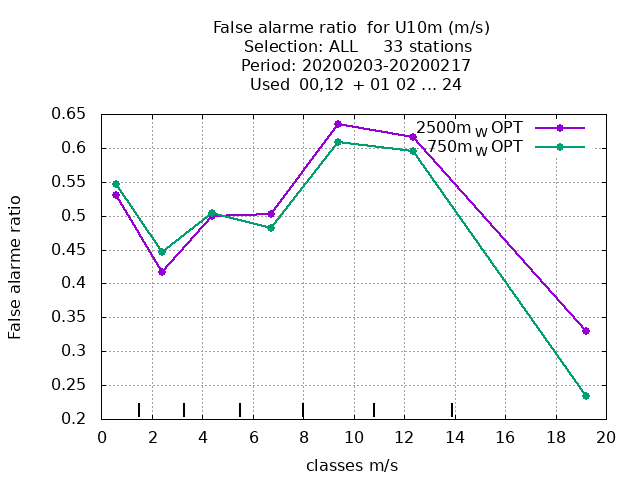 False alarme ratio  for U10m (m/s)
Selection: ALL     33 stations
Period: 20200203-20200217
Used  00,12  + 01 02 ... 24
0.65
2500m W OPT
750m W OPT
0.6
0.55
0.5
0.45
0.4
0.35
0.3
0.25
0.2
False alarme ratio
0 2 4 6 8 10 12 14 16 18 20
classes m/s